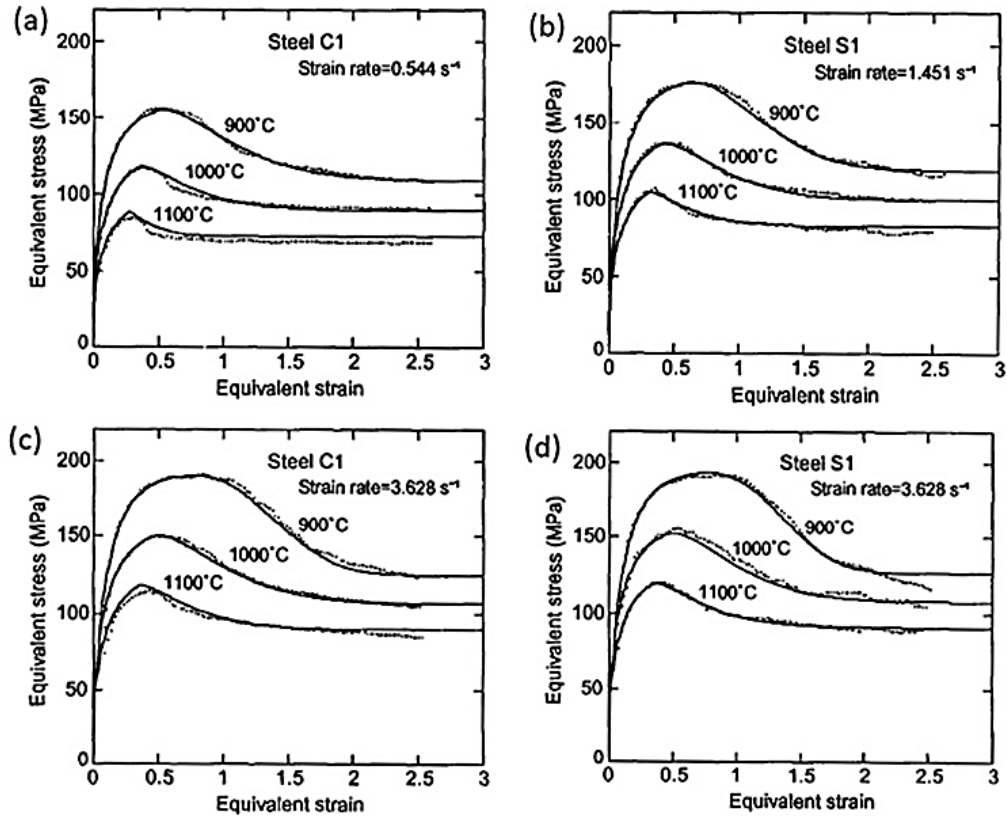 (a)
Steel C1
Strain rate=0.544 s⁻¹
900°C
1000°C
1100°C
Equivalent stress (MPa)
200
150
100
50
0
0 0.5 1 1.5 2 2.5 3
Equivalent strain
(b)
Steel S1
Strain rate=1.451 s⁻¹
900°C
1000°C
1100°C
Equivalent stress (MPa)
200
150
100
50
0
0 0.5 1 1.5 2 2.5 3
Equivalent strain
(c)
Steel C1
Strain rate=3.628 s⁻¹
900°C
1000°C
1100°C
Equivalent stress (MPa)
200
150
100
50
0
0 0.5 1 1.5 2 2.5 3
Equivalent strain
(d)
Steel S1
Strain rate=3.628 s⁻¹
900°C
1000°C
1100°C
Equivalent stress (MPa)
200
150
100
50
0
0 0.5 1 1.5 2 2.5 3
Equivalent strain